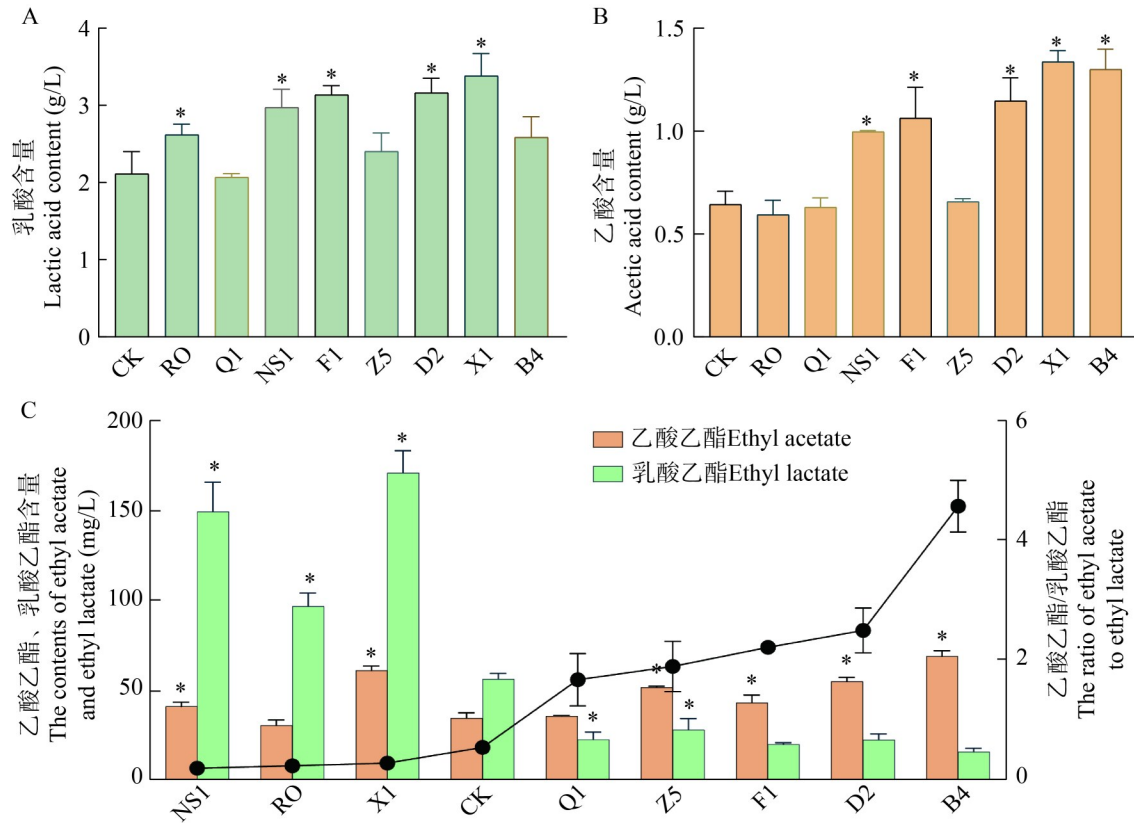 A
乳酸含量
Lactic acid content (g/L)
4
3
2
1
0
*
*
*
*
*
CK
RO
Q1
NS1
F1
Z5
D2
X1
B4
B
乙酸含量
Acetic acid content (g/L)
1.5
1.0
0.5
0.0
*
*
*
*
*
CK
RO
Q1
NS1
F1
Z5
D2
X1
B4
C
乙酸乙酯、乳酸乙酯含量
The contents of ethyl acetate
and ethyl lactate (mg/L)
200
150
100
50
0
乙酸乙酯Ethyl acetate
乳酸乙酯Ethyl lactate
*
*
*
*
*
*
*
*
*
*
*
NS1
RO
X1
CK
Q1
Z5
F1
D2
B4
6
4
2
0
乙酸乙酯/乳酸乙酯
The ratio of ethyl acetate
to ethyl lactate